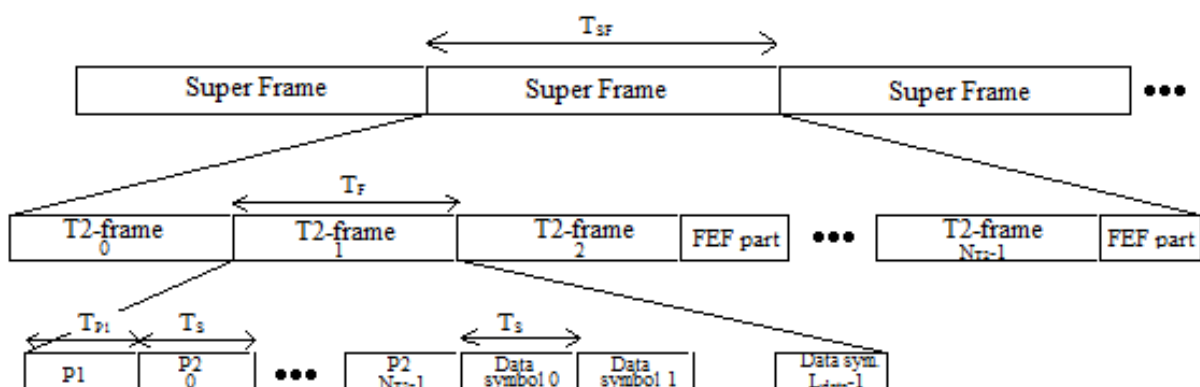 TSF
Super Frame Super Frame Super Frame •••
TF
T2-frame T2-frame T2-frame FEF part ••• T2-frame FEF part
0 1 2 NT2-1
TP1 TS TS
P1 P2 ••• P2 Data Data Data sym.
0 NT2-1 symbol 0 symbol 1 Ldata-1